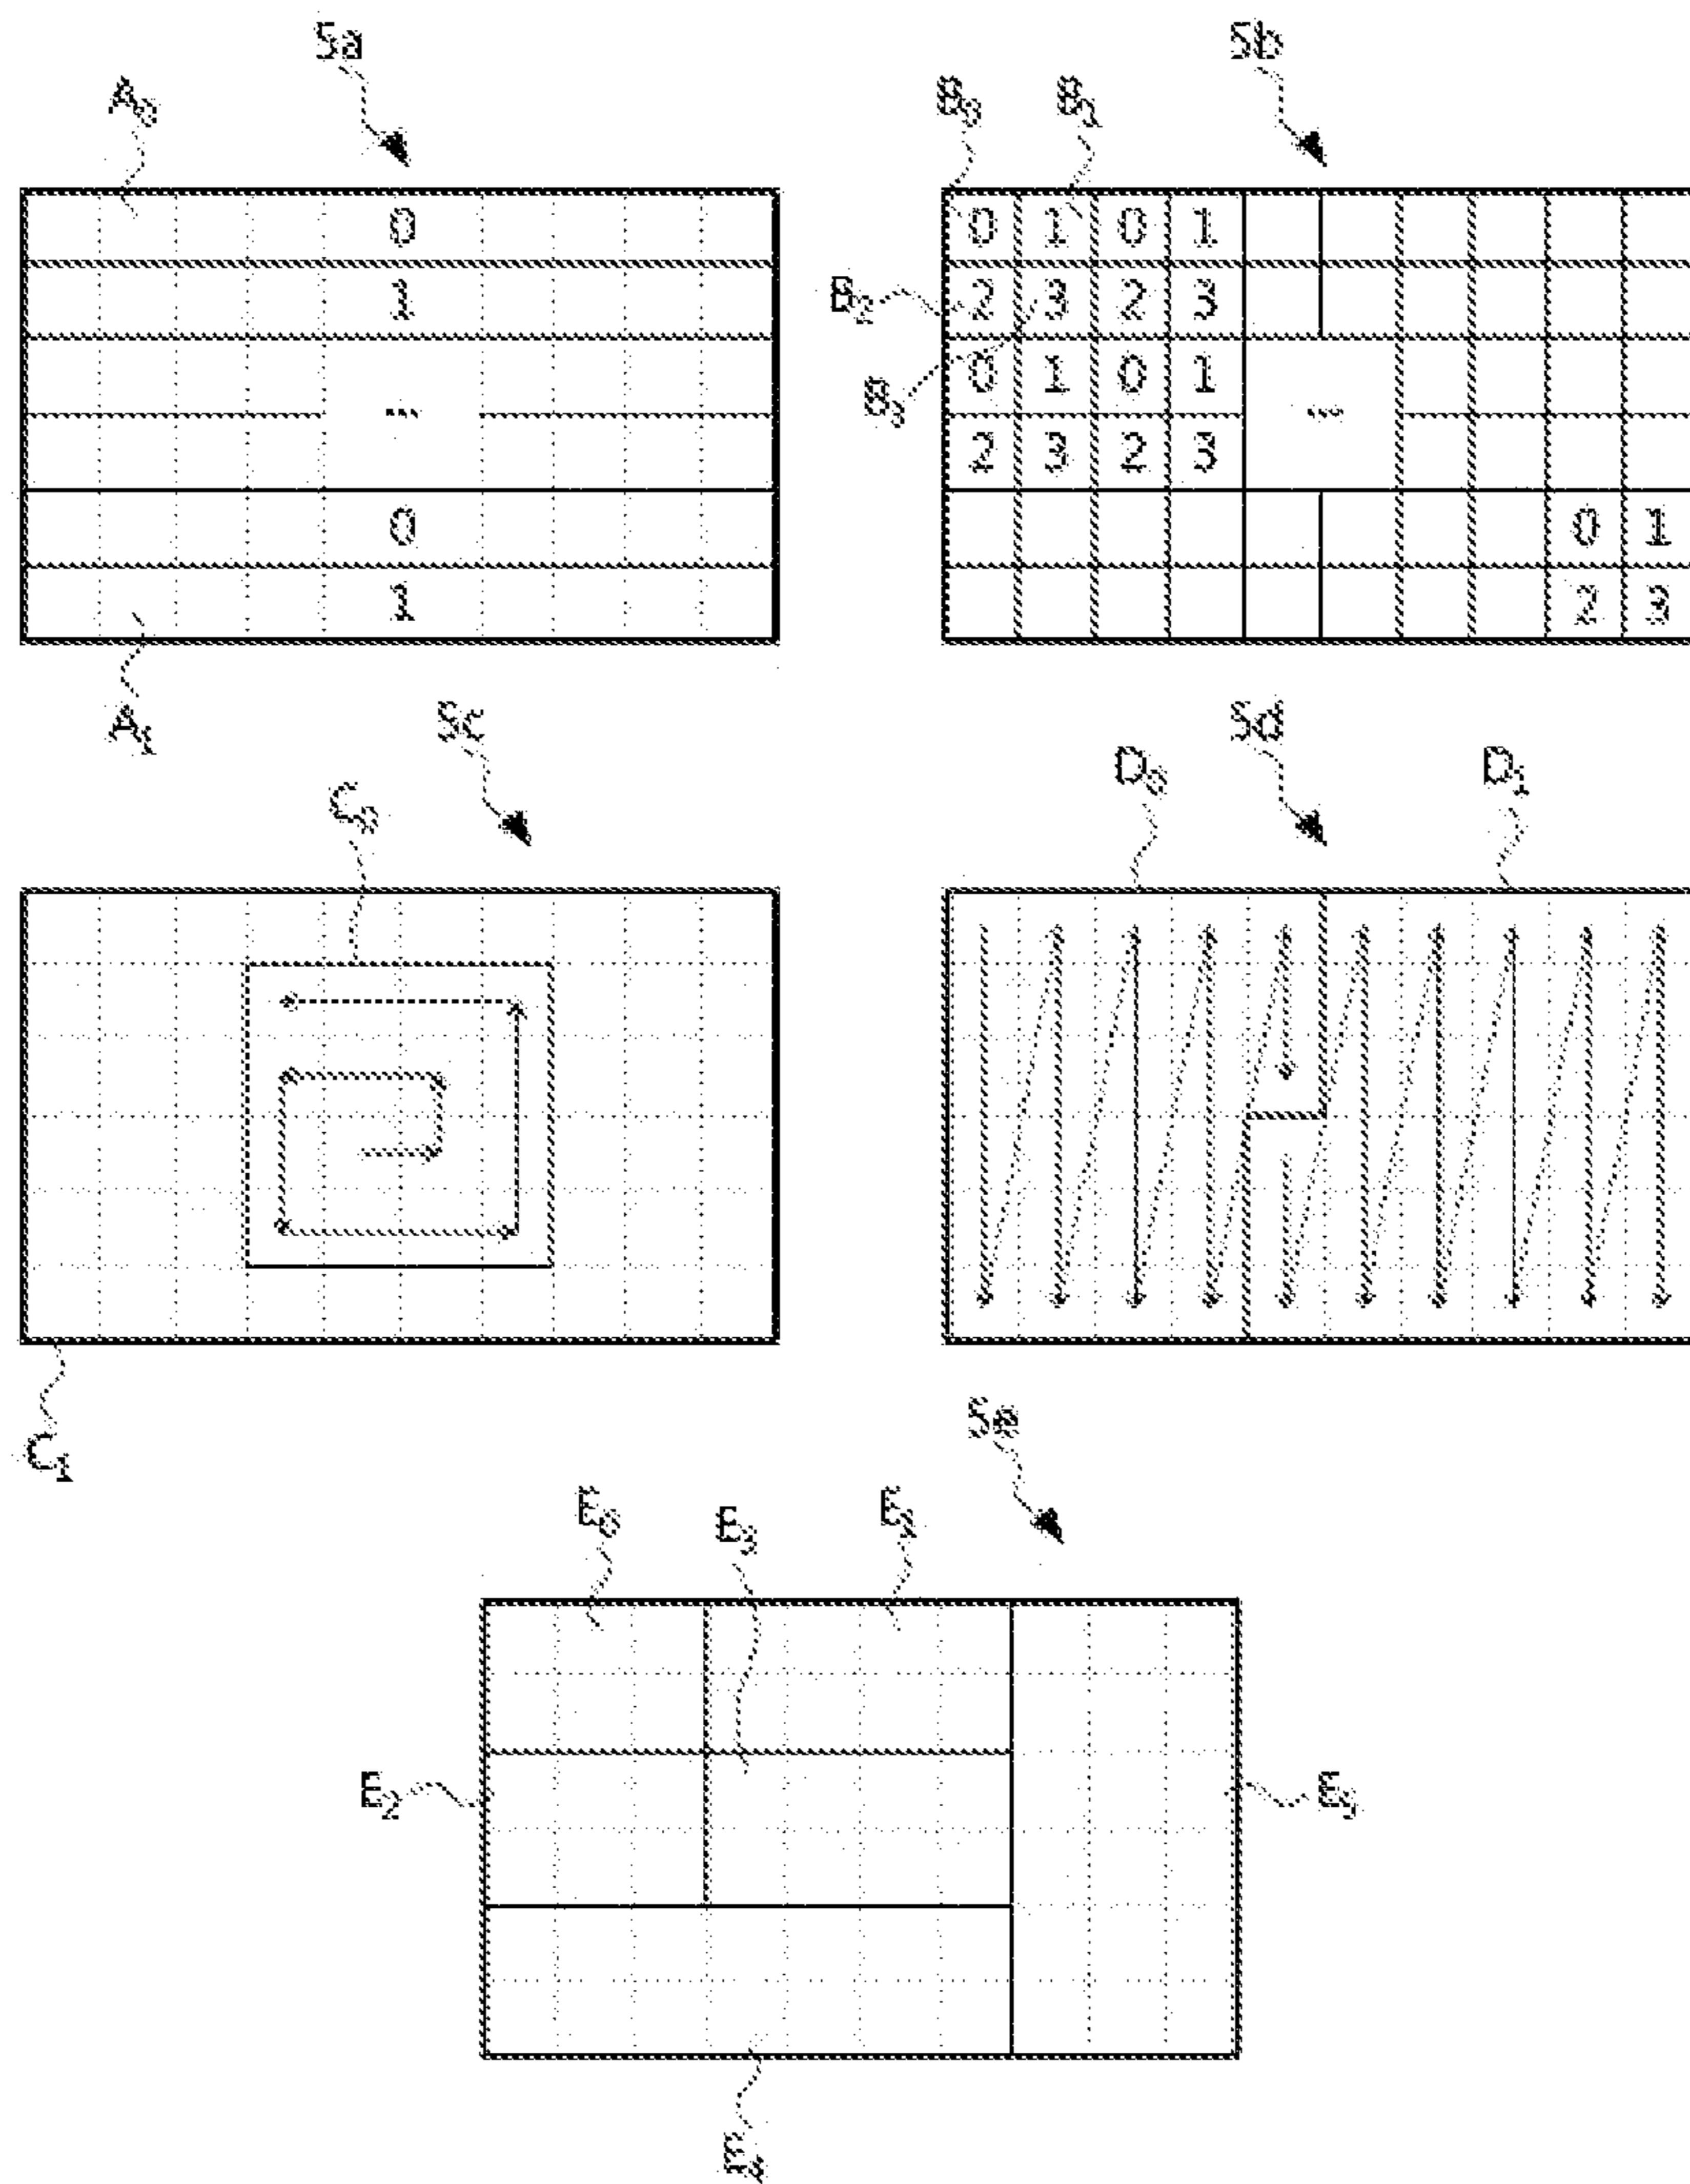 5a 5b
A₀ B₀ B₁
0 0 1 0 1
1 B₂ 2 3 2 3
B₃ 0 1 0 1
... ...
2 3 2 3
0 0 1
1 2 3
A₁ 5c 5d
C₀ D₀ D₁
C₁ 5e
E₀ E₃ E₁
E₂ E₅
E₄